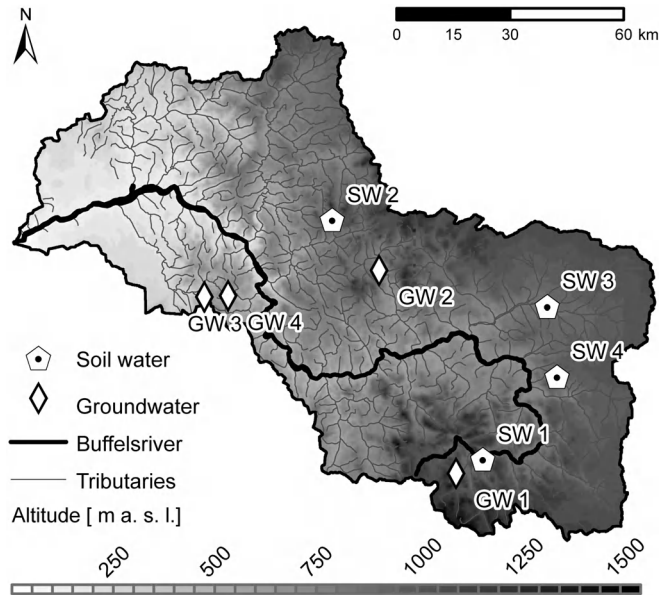 N
0 15 30 60 km
SW 2
GW 2
SW 3
GW 3 GW 4
SW 4
SW 1
GW 1
Soil water
Groundwater
Buffelsriver
Tributaries
Altitude [ m a. s. l.]
250 500 750 1000 1250 1500